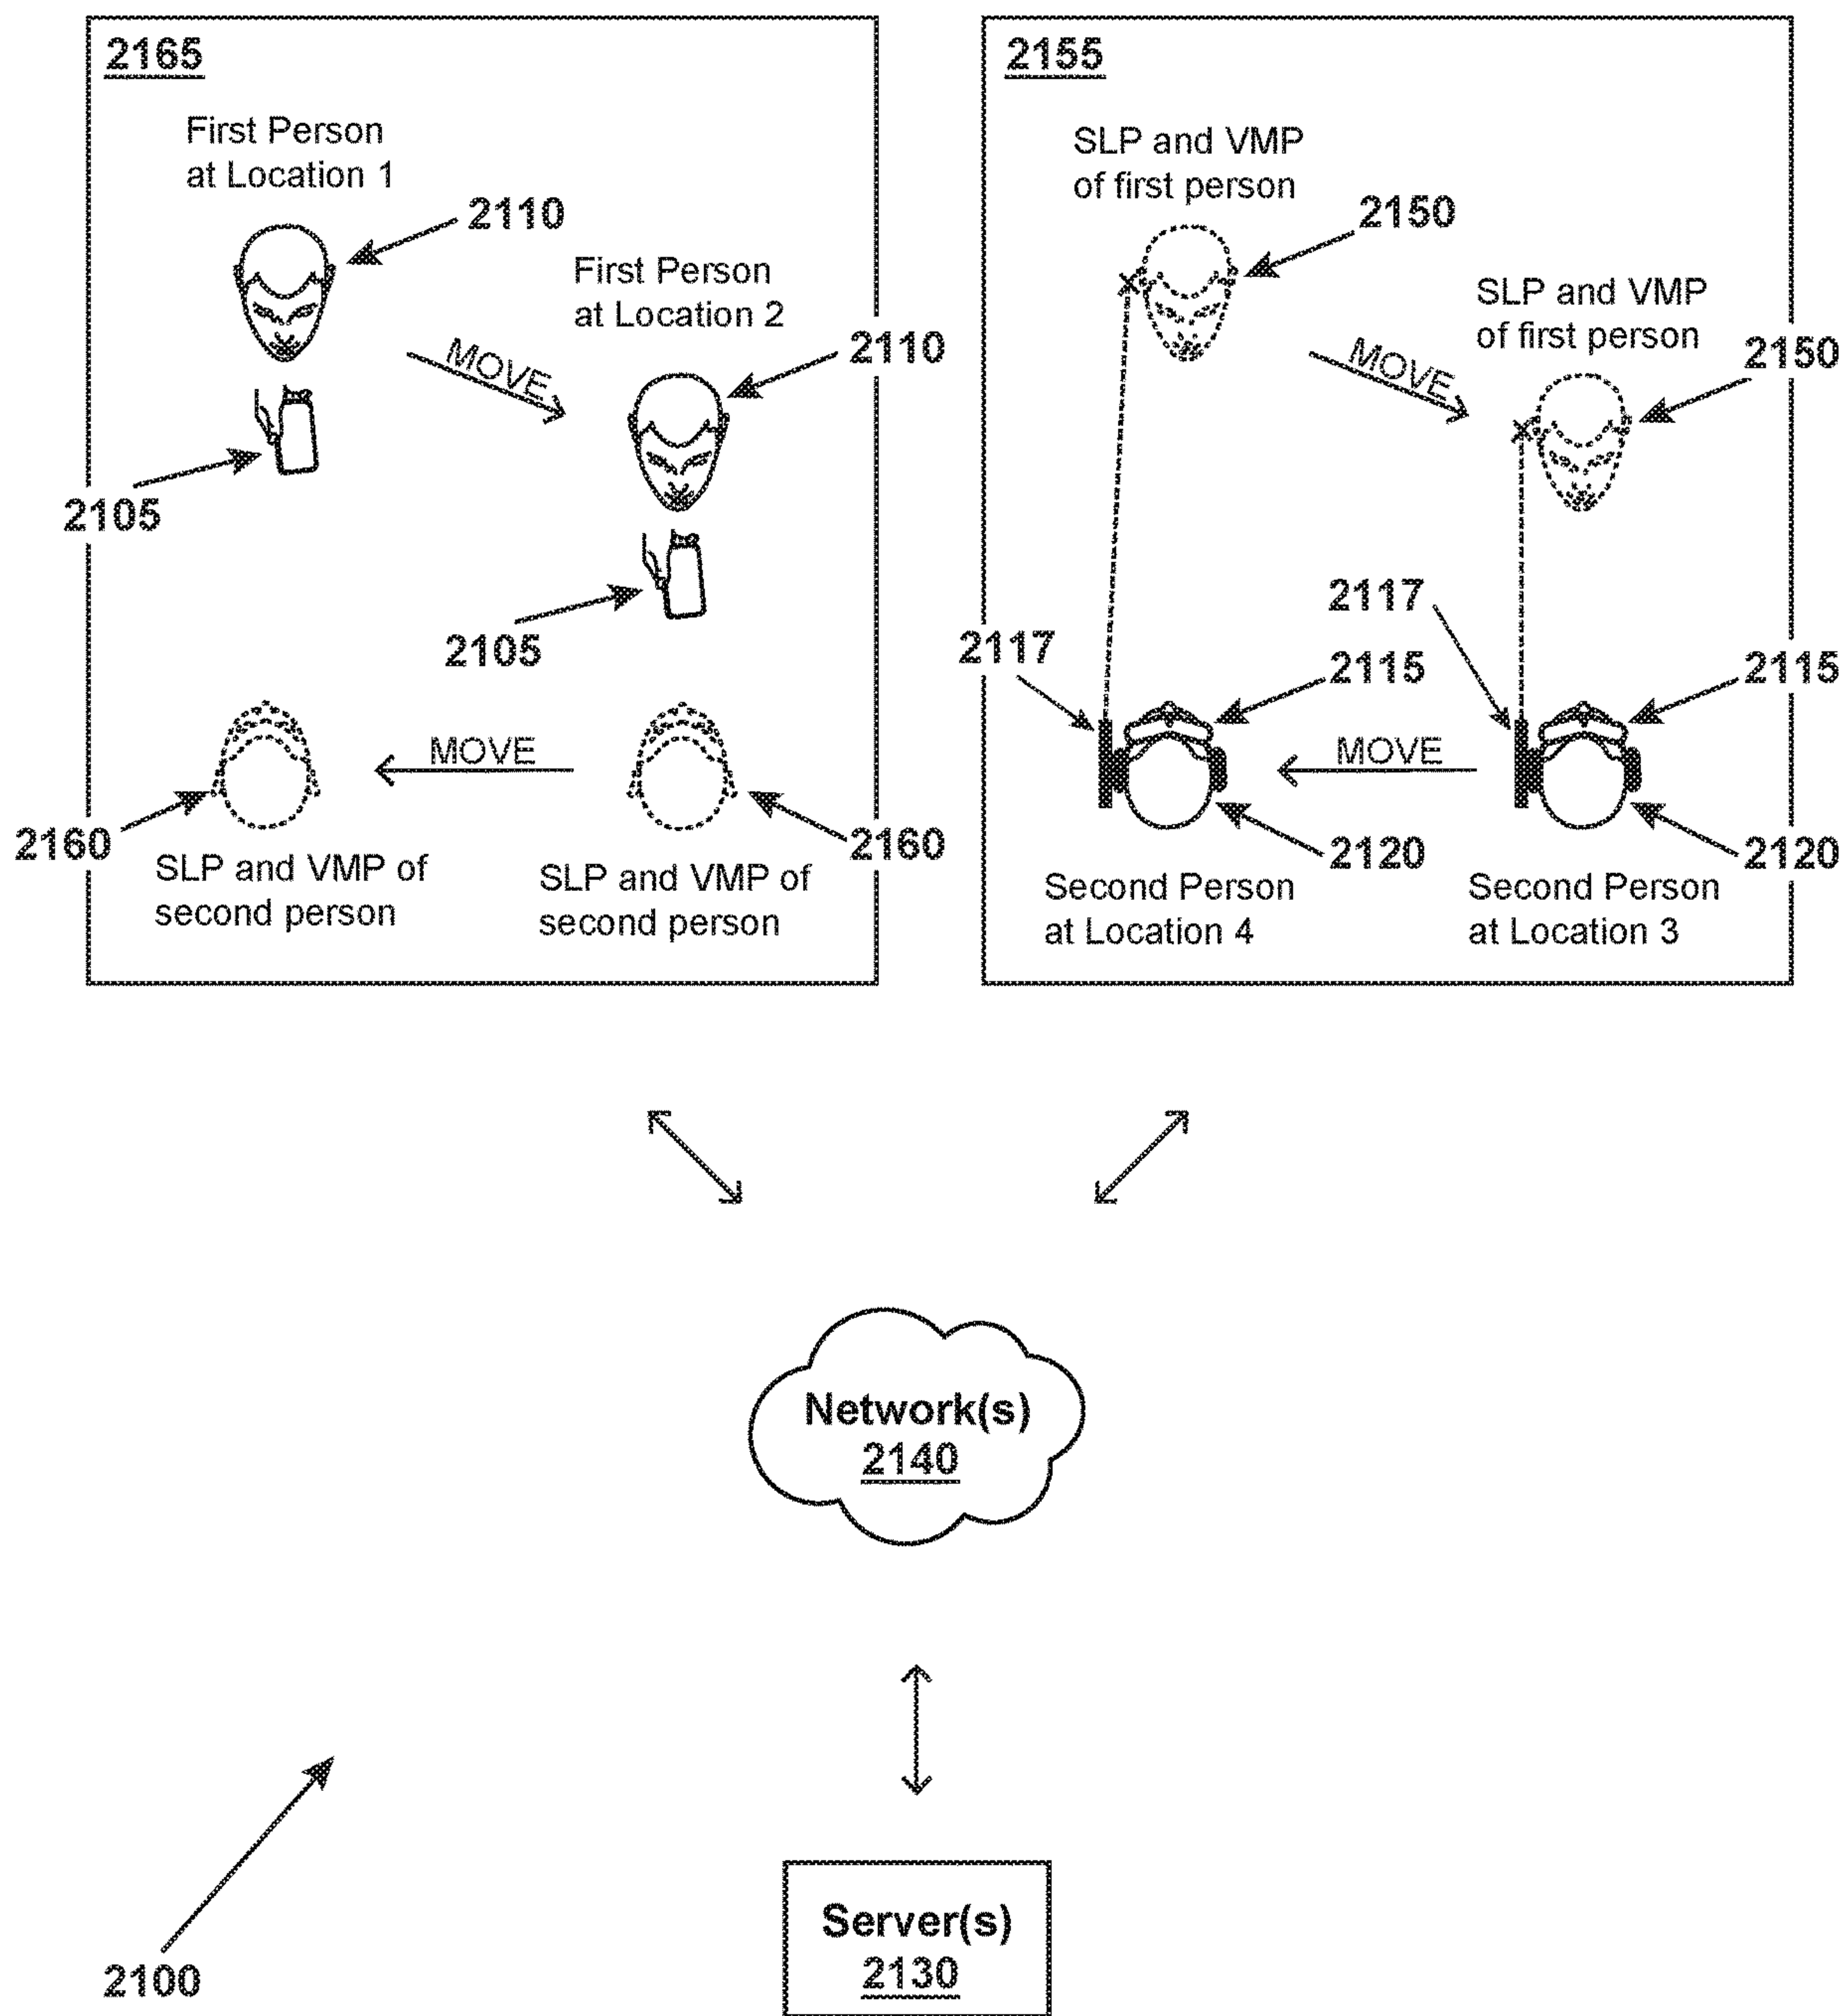 2165
First Person
at Location 1
2110
First Person
at Location 2
2110
MOVE
2105
2105
MOVE
2160
2160
SLP and VMP of
second person
SLP and VMP of
second person
2155
SLP and VMP
of first person
2150
SLP and VMP
of first person
2150
MOVE
2117
2117
2115
2115
MOVE
2120
2120
Second Person
at Location 4
Second Person
at Location 3
Network(s)
2140
2100
Server(s)
2130